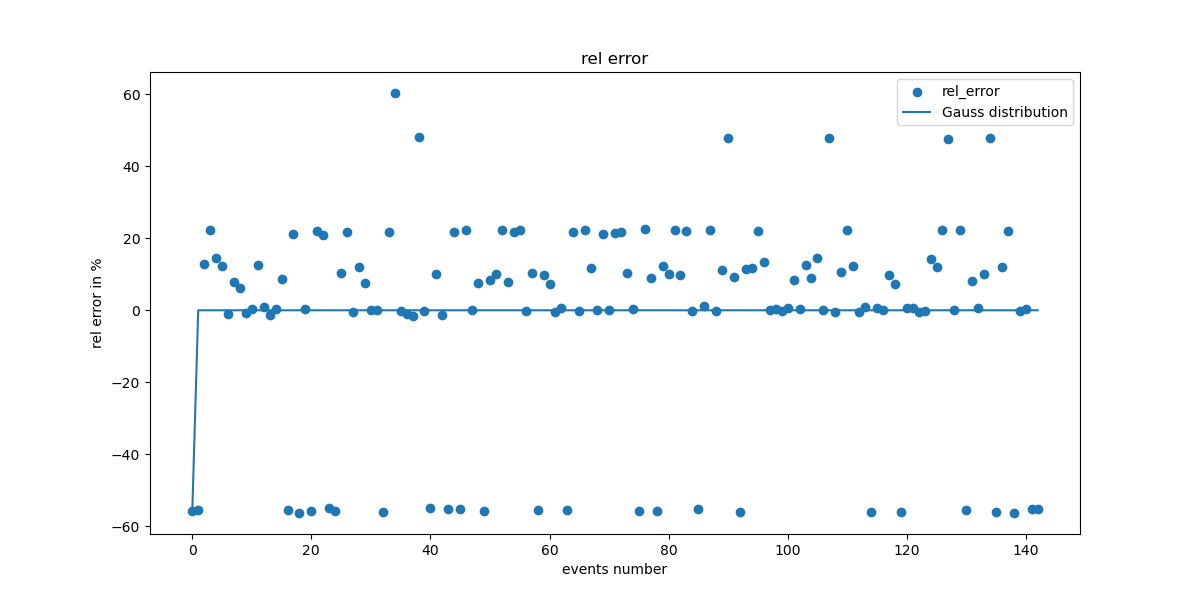 rel error
rel_error
Gauss distribution
rel error in %
60
40
20
0
−20
−40
−60
0 20 40 60 80 100 120 140
events number